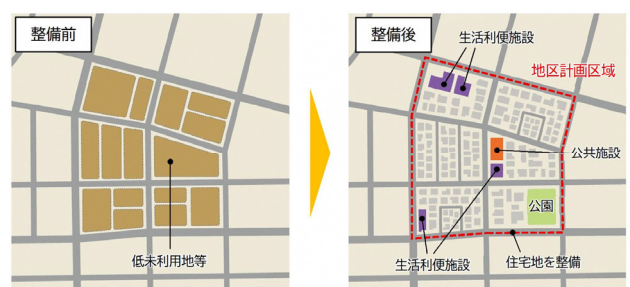 整備前
低未利用地等
整備後
生活利便施設
地区計画区域
公共施設
公園
生活利便施設
住宅地を整備